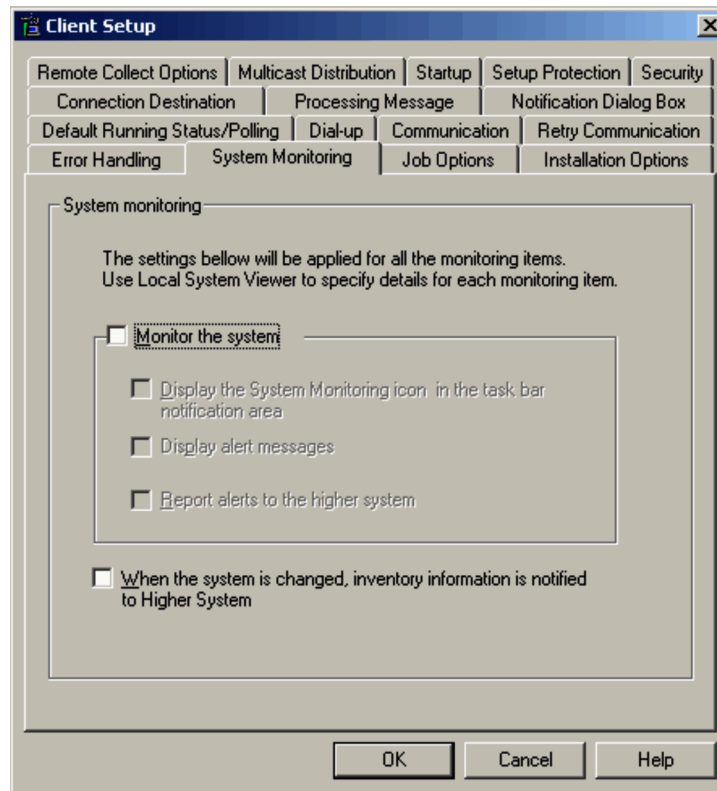 Client Setup
Remote Collect Options Multicast Distribution Startup Setup Protection Security
Connection Destination Processing Message Notification Dialog Box
Default Running Status/Polling Dial-up Communication Retry Communication
Error Handling System Monitoring Job Options Installation Options
System monitoring
The settings bellow will be applied for all the monitoring items.
Use Local System Viewer to specify details for each monitoring item.
Monitor the system
Display the System Monitoring icon in the task bar
notification area
Display alert messages
Report alerts to the higher system
When the system is changed, inventory information is notified
to Higher System
OK Cancel Help